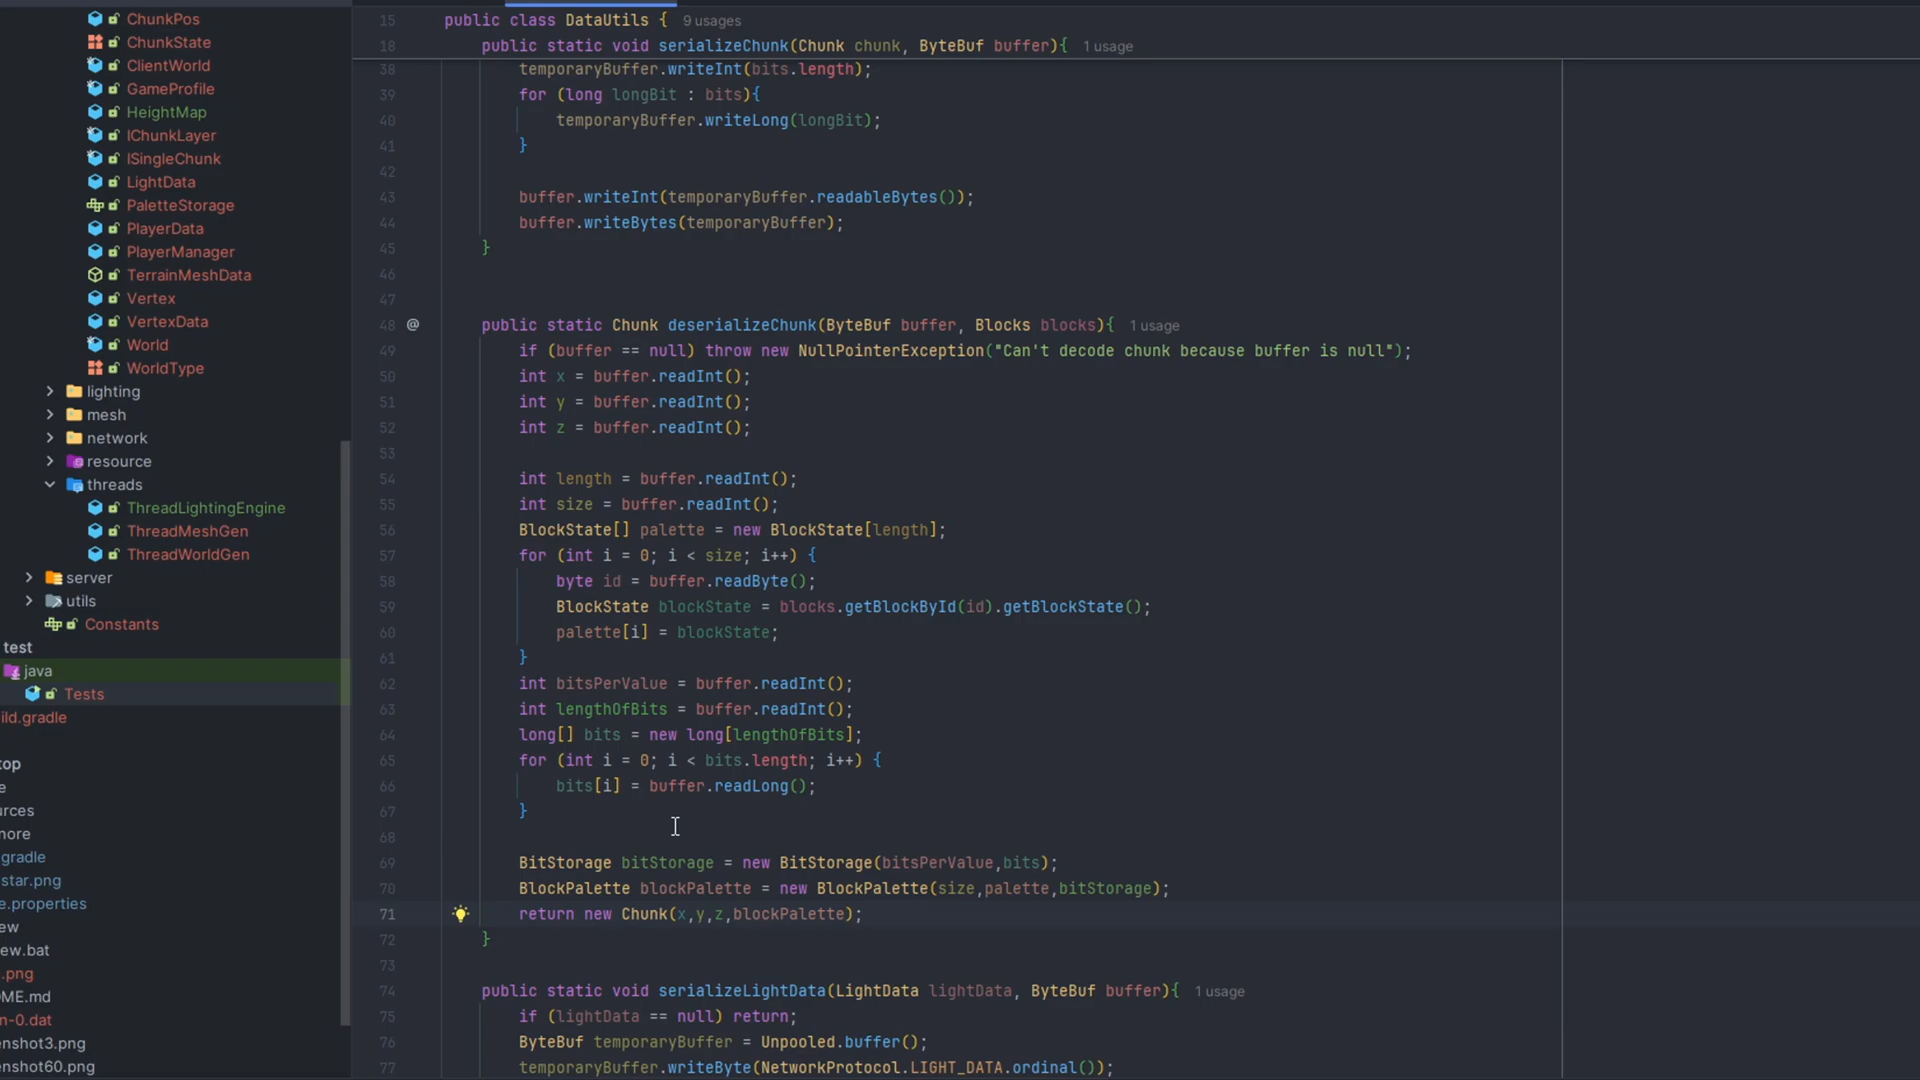 ChunkPos
ChunkState
ClientWorld
GameProfile
HeightMap
IChunkLayer
ISingleChunk
LightData
PaletteStorage
PlayerData
PlayerManager
TerrainMeshData
Vertex
VertexData
World
WorldType
lighting
mesh
network
resource
threads
ThreadLightingEngine
ThreadMeshGen
ThreadWorldGen
server
utils
Constants
test
java
Tests
ild.gradle
top
e
urces
nore
gradle
star.png
e.properties
ew
ew.bat
.png
ME.md
n-0.dat
enshot3.png
enshot60.png
15 public class DataUtils { 9 usages
18 public static void serializeChunk(Chunk chunk, ByteBuf buffer){ 1 usage
38 temporaryBuffer.writeInt(bits.length);
39 for (long longBit : bits){
40 temporaryBuffer.writeLong(longBit);
41 }
42
43 buffer.writeInt(temporaryBuffer.readableBytes());
44 buffer.writeBytes(temporaryBuffer);
45 }
46
47
48 @ public static Chunk deserializeChunk(ByteBuf buffer, Blocks blocks){ 1 usage
49 if (buffer == null) throw new NullPointerException("Can't decode chunk because buffer is null");
50 int x = buffer.readInt();
51 int y = buffer.readInt();
52 int z = buffer.readInt();
53
54 int length = buffer.readInt();
55 int size = buffer.readInt();
56 BlockState[] palette = new BlockState[length];
57 for (int i = 0; i < size; i++) {
58 byte id = buffer.readByte();
59 BlockState blockState = blocks.getBlockById(id).getBlockState();
60 palette[i] = blockState;
61 }
62 int bitsPerValue = buffer.readInt();
63 int lengthOfBits = buffer.readInt();
64 long[] bits = new long[lengthOfBits];
65 for (int i = 0; i < bits.length; i++) {
66 bits[i] = buffer.readLong();
67 }
68
69 BitStorage bitStorage = new BitStorage(bitsPerValue,bits);
70 BlockPalette blockPalette = new BlockPalette(size,palette,bitStorage);
71 return new Chunk(x,y,z,blockPalette);
72 }
73
74 public static void serializeLightData(LightData lightData, ByteBuf buffer){ 1 usage
75 if (lightData == null) return;
76 ByteBuf temporaryBuffer = Unpooled.buffer();
77 temporaryBuffer.writeByte(NetworkProtocol.LIGHT_DATA.ordinal());